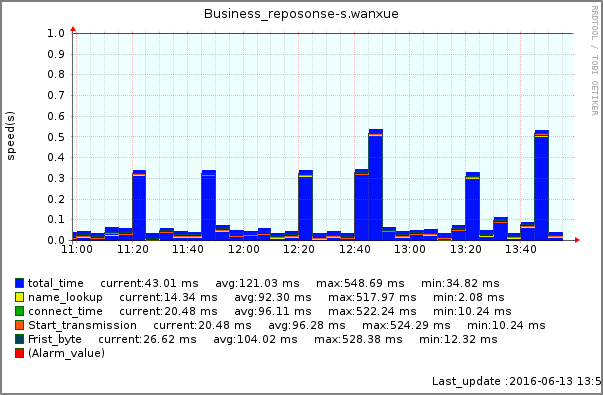 Business_reposonse-s.wanxue
RRDTOOL / TOBI OETIKER
speed(s)
1.0
0.9
0.8
0.7
0.6
0.5
0.4
0.3
0.2
0.1
0.0
11:00 11:20 11:40 12:00 12:20 12:40 13:00 13:20 13:40
total_time current:43.01 ms avg:121.03 ms max:548.69 ms min:34.82 ms
name_lookup current:14.34 ms avg:92.30 ms max:517.97 ms min:2.08 ms
connect_time current:20.48 ms avg:96.11 ms max:522.24 ms min:10.24 ms
Start_transmission current:20.48 ms avg:96.28 ms max:524.29 ms min:10.24 ms
Frist_byte current:26.62 ms avg:104.02 ms max:528.38 ms min:12.32 ms
(Alarm_value)
Last_update :2016-06-13 13:5